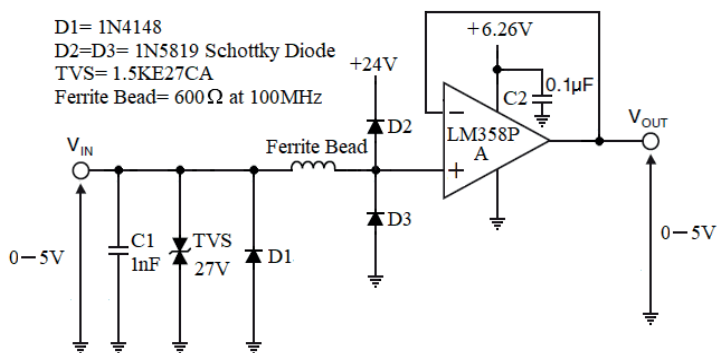 D1= 1N4148
D2=D3= 1N5819 Schottky Diode
TVS= 1.5KE27CA
Ferrite Bead= 600Ω at 100MHz
+24V
+6.26V
0.1µF
C2
D2
LM358P
A
VOUT
VIN
Ferrite Bead
D3
0—5V
C1
1nF
TVS
27V
D1
0—5V